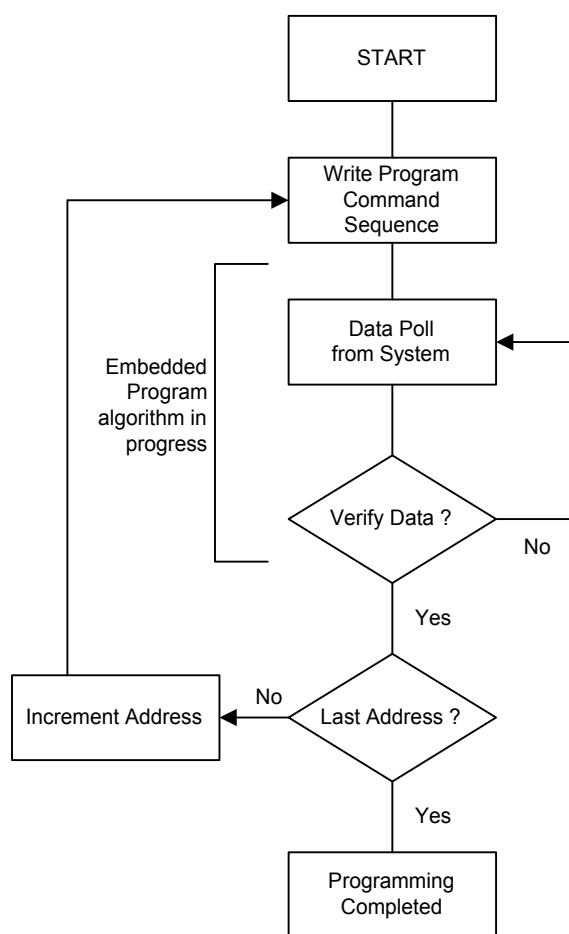 START
Write Program
Command
Sequence
Data Poll
from System
Embedded
Program
algorithm in
progress
Verify Data ?
No
Yes
Increment Address
No
Last Address ?
Yes
Programming
Completed